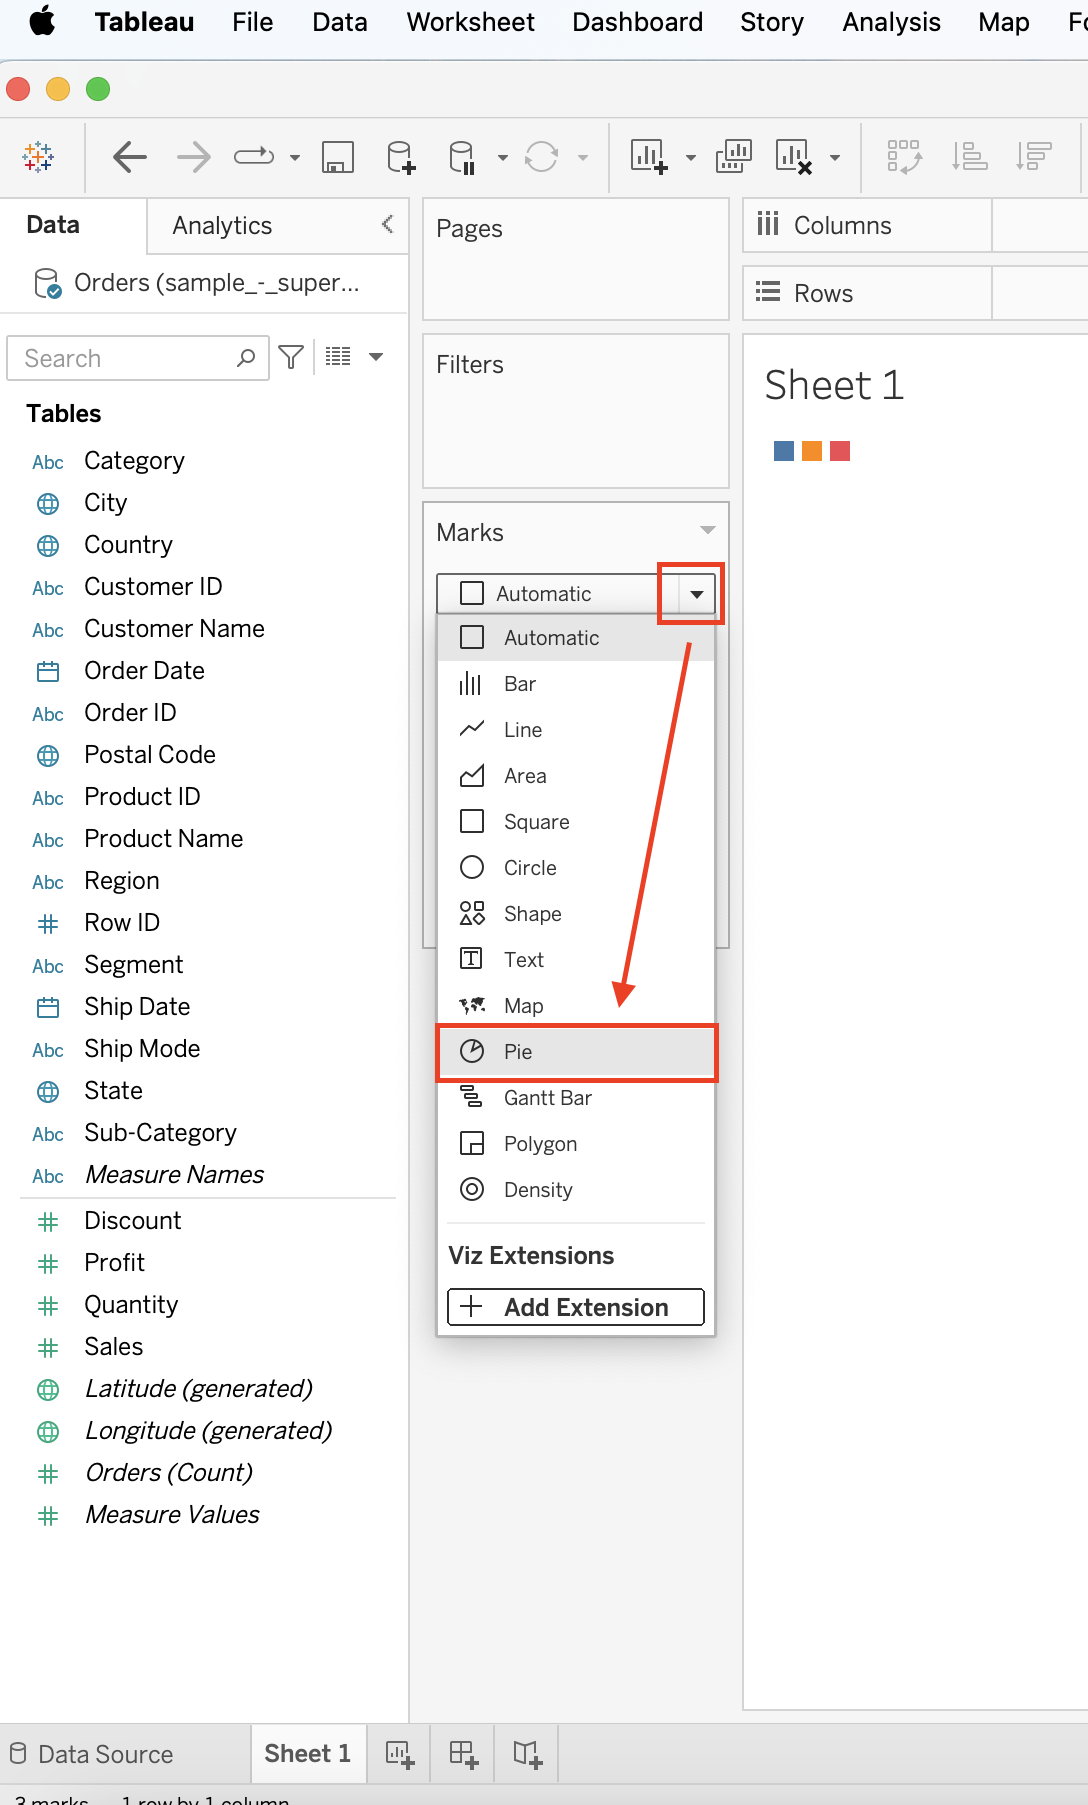 Tableau File Data Worksheet Dashboard Story Analysis Map Fo
Data Analytics
Orders (sample_-_super...
Search
Tables
Abc Category
City
Country
Abc Customer ID
Abc Customer Name
Order Date
Abc Order ID
Postal Code
Abc Product ID
Abc Product Name
Abc Region
Row ID
Abc Segment
Ship Date
Abc Ship Mode
State
Abc Sub-Category
Abc Measure Names
Discount
Profit
Quantity
Sales
Latitude (generated)
Longitude (generated)
Orders (Count)
Measure Values
Pages
Filters
Marks
Automatic
Automatic
Bar
Line
Area
Square
Circle
Shape
Text
Map
Pie
Gantt Bar
Polygon
Density
Viz Extensions
Add Extension
Columns
Rows
Sheet 1
Data Source Sheet 1
3 marks 1 row by 1 column